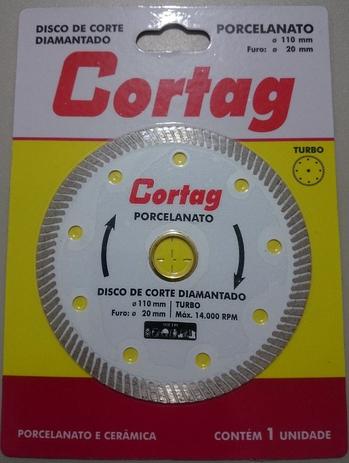 DISCO DE CORTE
DIAMANTADO
PORCELANATO
ø 110 mm
Furo: ø 20 mm
Cortag
TURBO
Cortag
PORCELANATO
DISCO DE CORTE DIAMANTADO
ø 110 mm TURBO
Furo: ø 20 mm Máx. 14.000 RPM
PORCELANATO E CERÂMICA
CONTÉM 1 UNIDADE